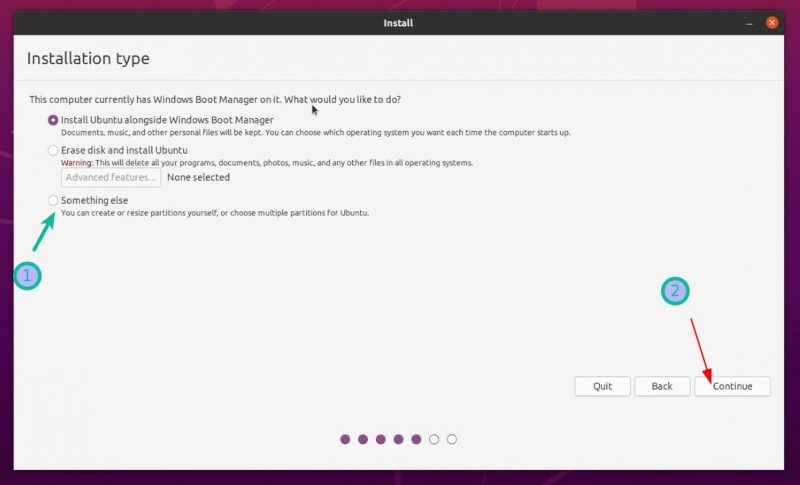 Install
Installation type
This computer currently has Windows Boot Manager on it. What would you like to do?
Install Ubuntu alongside Windows Boot Manager
Documents, music, and other personal files will be kept. You can choose which operating system you want each time the computer starts up.
Erase disk and install Ubuntu
Warning: This will delete all your programs, documents, photos, music, and any other files in all operating systems.
Advanced features... None selected
Something else
You can create or resize partitions yourself, or choose multiple partitions for Ubuntu.
1
2
Quit Back Continue